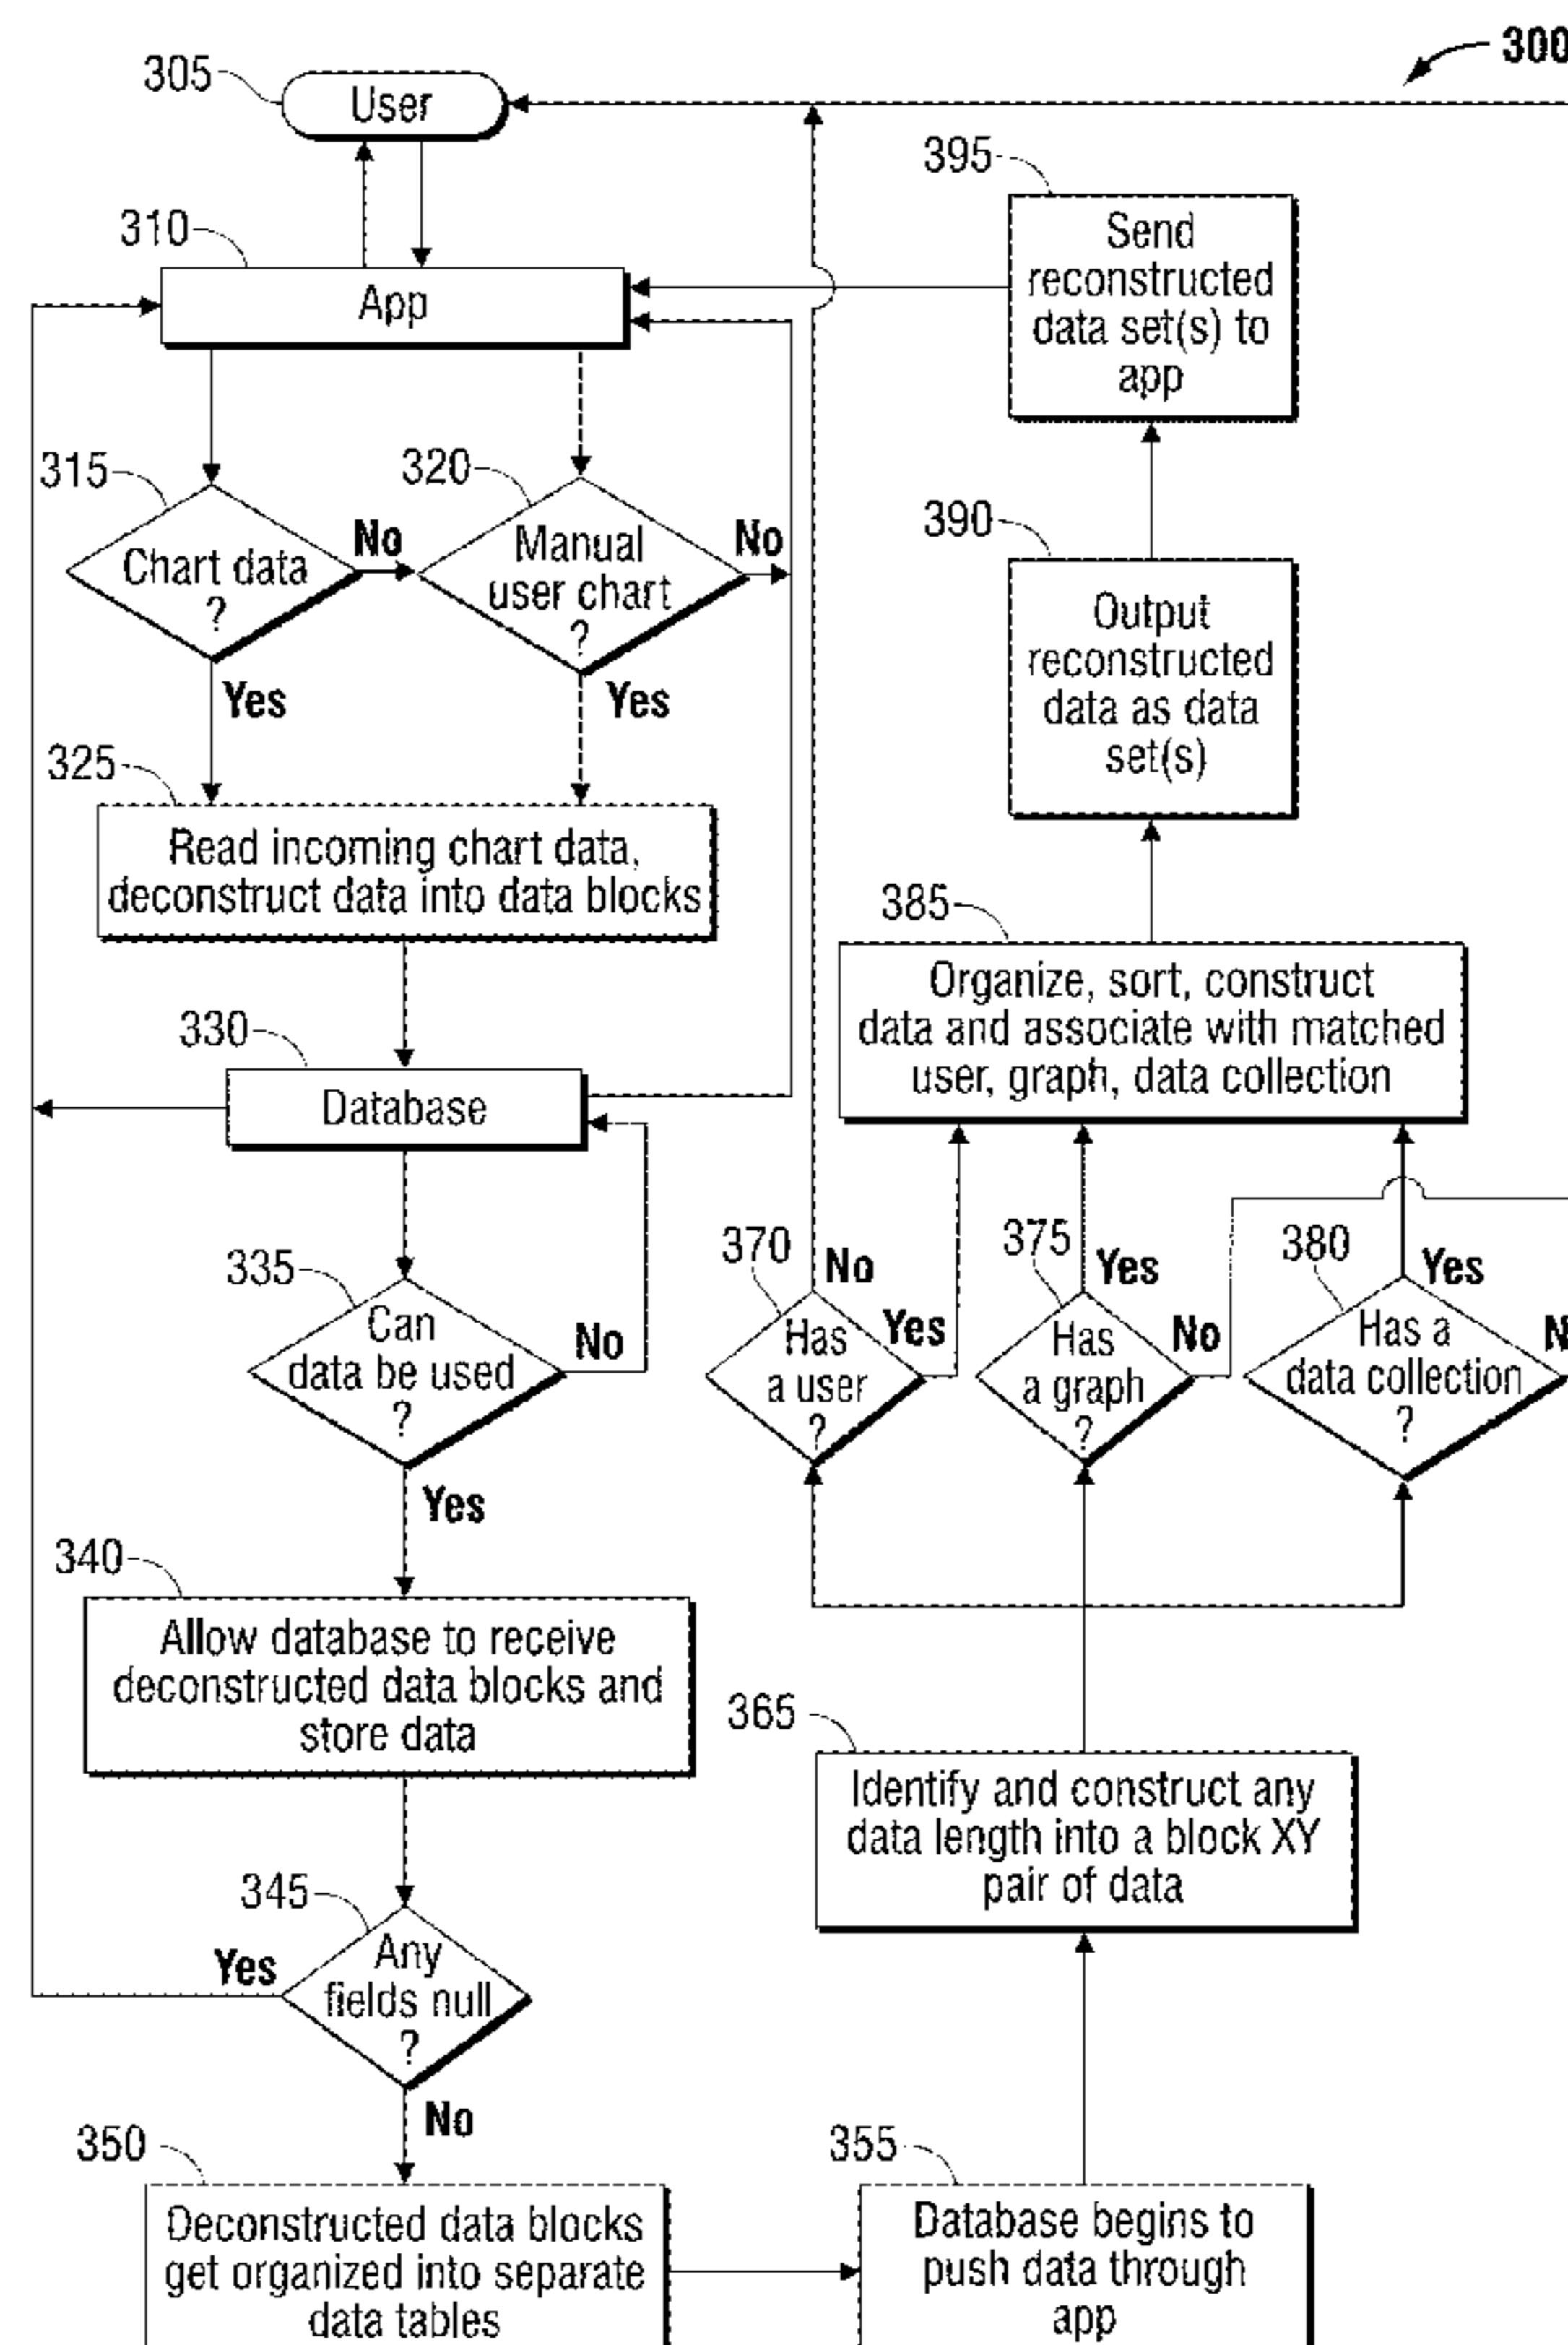 300
305
User
310
App
315
Chart data
?
No
Yes
320
Manual
user chart
?
No
Yes
325
Read incoming chart data,
deconstruct data into data blocks
330
Database
335
Can
data be used
?
No
Yes
340
Allow database to receive
deconstructed data blocks and
store data
345
Any
fields null
?
Yes
No
350
Deconstructed data blocks
get organized into separate
data tables
355
Database begins to
push data through
app
365
Identify and construct any
data length into a block XY
pair of data
370
Has
a user
?
No
Yes
375
Has
a graph
?
Yes
No
380
Has a
data collection
?
Yes
385
Organize, sort, construct
data and associate with matched
user, graph, data collection
390
Output
reconstructed
data as data
set(s)
395
Send
reconstructed
data set(s) to
app